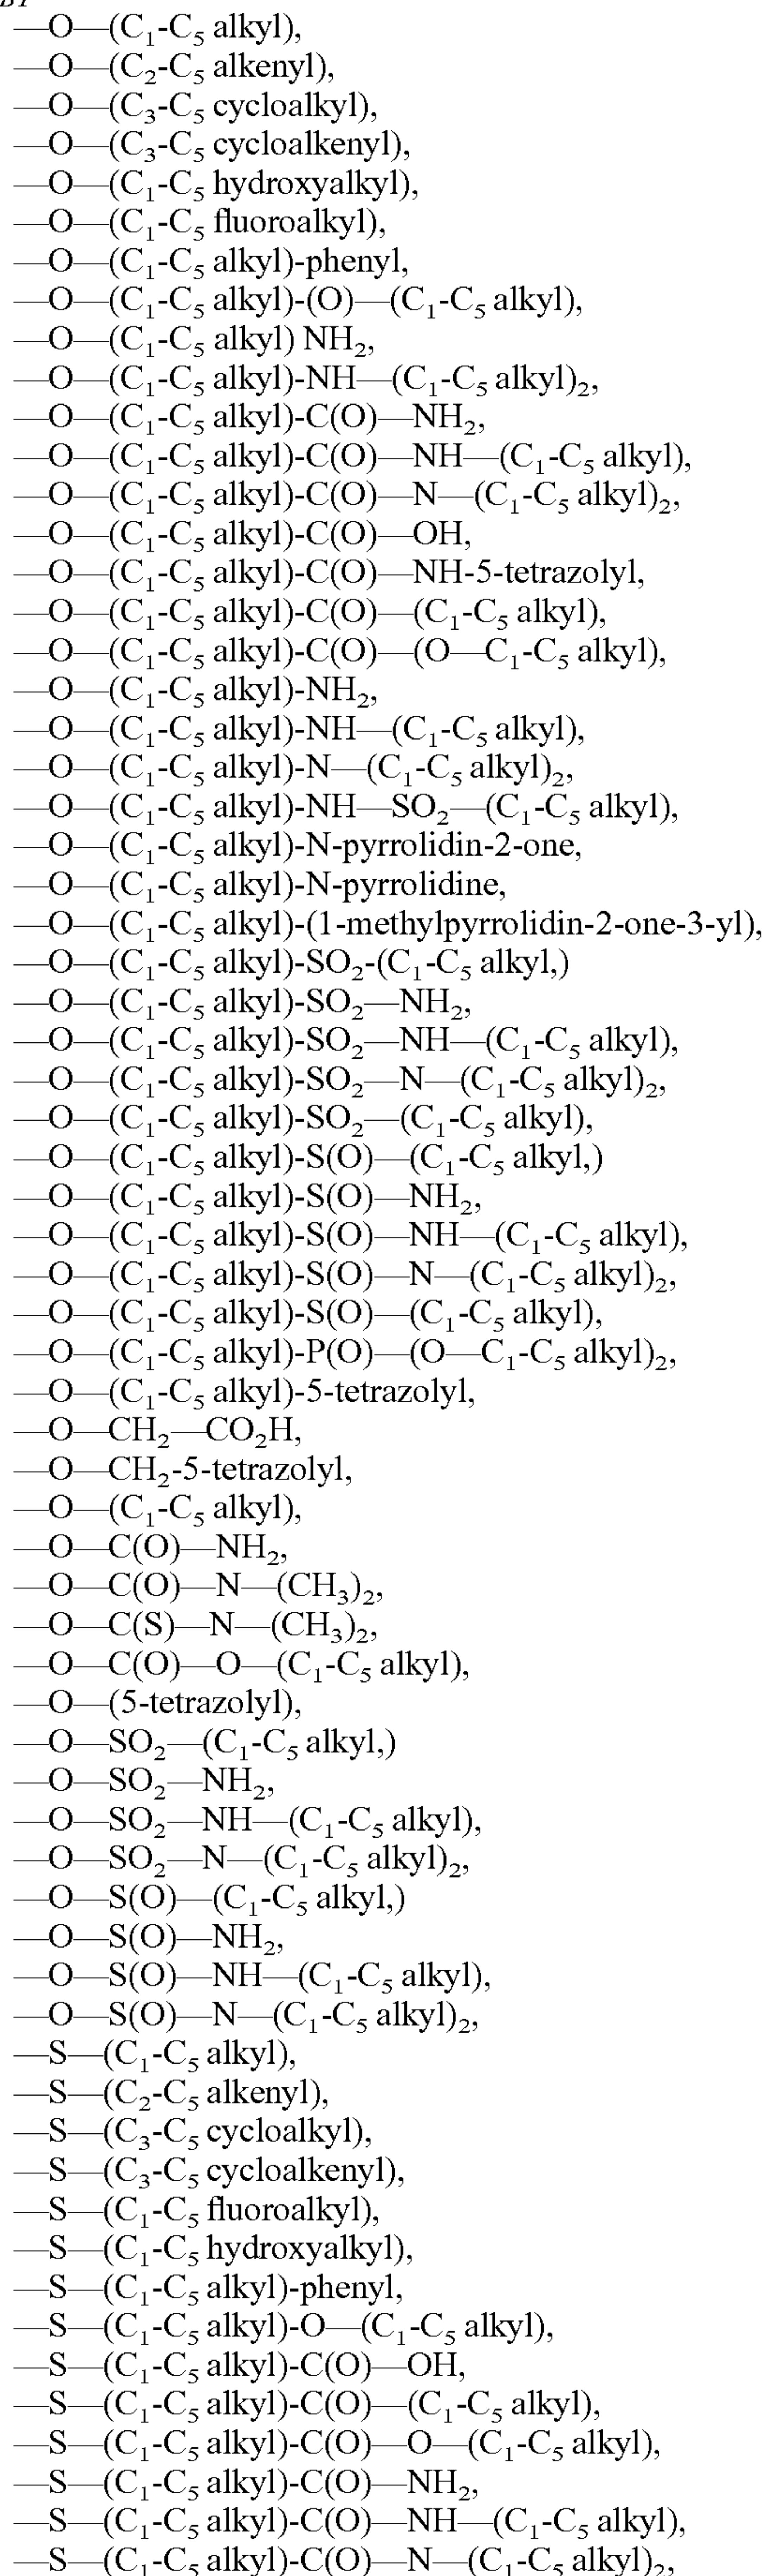 —O—(C₁-C₅ alkyl),
—O—(C₂-C₅ alkenyl),
—O—(C₃-C₅ cycloalkyl),
—O—(C₃-C₅ cycloalkenyl),
—O—(C₁-C₅ hydroxyalkyl),
—O—(C₁-C₅ fluoroalkyl),
—O—(C₁-C₅ alkyl)-phenyl,
—O—(C₁-C₅ alkyl)-(O)—(C₁-C₅ alkyl),
—O—(C₁-C₅ alkyl) NH₂,
—O—(C₁-C₅ alkyl)-NH—(C₁-C₅ alkyl)₂,
—O—(C₁-C₅ alkyl)-C(O)—NH₂,
—O—(C₁-C₅ alkyl)-C(O)—NH—(C₁-C₅ alkyl),
—O—(C₁-C₅ alkyl)-C(O)—N—(C₁-C₅ alkyl)₂,
—O—(C₁-C₅ alkyl)-C(O)—OH,
—O—(C₁-C₅ alkyl)-C(O)—NH-5-tetrazolyl,
—O—(C₁-C₅ alkyl)-C(O)—(C₁-C₅ alkyl),
—O—(C₁-C₅ alkyl)-C(O)—(O—C₁-C₅ alkyl),
—O—(C₁-C₅ alkyl)-NH₂,
—O—(C₁-C₅ alkyl)-NH—(C₁-C₅ alkyl),
—O—(C₁-C₅ alkyl)-N—(C₁-C₅ alkyl)₂,
—O—(C₁-C₅ alkyl)-NH—SO₂—(C₁-C₅ alkyl),
—O—(C₁-C₅ alkyl)-N-pyrrolidin-2-one,
—O—(C₁-C₅ alkyl)-N-pyrrolidine,
—O—(C₁-C₅ alkyl)-(1-methylpyrrolidin-2-one-3-yl),
—O—(C₁-C₅ alkyl)-SO₂-(C₁-C₅ alkyl,)
—O—(C₁-C₅ alkyl)-SO₂—NH₂,
—O—(C₁-C₅ alkyl)-SO₂—NH—(C₁-C₅ alkyl),
—O—(C₁-C₅ alkyl)-SO₂—N—(C₁-C₅ alkyl)₂,
—O—(C₁-C₅ alkyl)-SO₂—(C₁-C₅ alkyl),
—O—(C₁-C₅ alkyl)-S(O)—(C₁-C₅ alkyl,)
—O—(C₁-C₅ alkyl)-S(O)—NH₂,
—O—(C₁-C₅ alkyl)-S(O)—NH—(C₁-C₅ alkyl),
—O—(C₁-C₅ alkyl)-S(O)—N—(C₁-C₅ alkyl)₂,
—O—(C₁-C₅ alkyl)-S(O)—(C₁-C₅ alkyl),
—O—(C₁-C₅ alkyl)-P(O)—(O—C₁-C₅ alkyl)₂,
—O—(C₁-C₅ alkyl)-5-tetrazolyl,
—O—CH₂—CO₂H,
—O—CH₂-5-tetrazolyl,
—O—(C₁-C₅ alkyl),
—O—C(O)—NH₂,
—O—C(O)—N—(CH₃)₂,
—O—C(S)—N—(CH₃)₂,
—O—C(O)—O—(C₁-C₅ alkyl),
—O—(5-tetrazolyl),
—O—SO₂—(C₁-C₅ alkyl,)
—O—SO₂—NH₂,
—O—SO₂—NH—(C₁-C₅ alkyl),
—O—SO₂—N—(C₁-C₅ alkyl)₂,
—O—S(O)—(C₁-C₅ alkyl,)
—O—S(O)—NH₂,
—O—S(O)—NH—(C₁-C₅ alkyl),
—O—S(O)—N—(C₁-C₅ alkyl)₂,
—S—(C₁-C₅ alkyl),
—S—(C₂-C₅ alkenyl),
—S—(C₃-C₅ cycloalkyl),
—S—(C₃-C₅ cycloalkenyl),
—S—(C₁-C₅ fluoroalkyl),
—S—(C₁-C₅ hydroxyalkyl),
—S—(C₁-C₅ alkyl)-phenyl,
—S—(C₁-C₅ alkyl)-O—(C₁-C₅ alkyl),
—S—(C₁-C₅ alkyl)-C(O)—OH,
—S—(C₁-C₅ alkyl)-C(O)—(C₁-C₅ alkyl),
—S—(C₁-C₅ alkyl)-C(O)—O—(C₁-C₅ alkyl),
—S—(C₁-C₅ alkyl)-C(O)—NH₂,
—S—(C₁-C₅ alkyl)-C(O)—NH—(C₁-C₅ alkyl),
—S—(C₁-C₅ alkyl)-C(O)—N—(C₁-C₅ alkyl)₂,